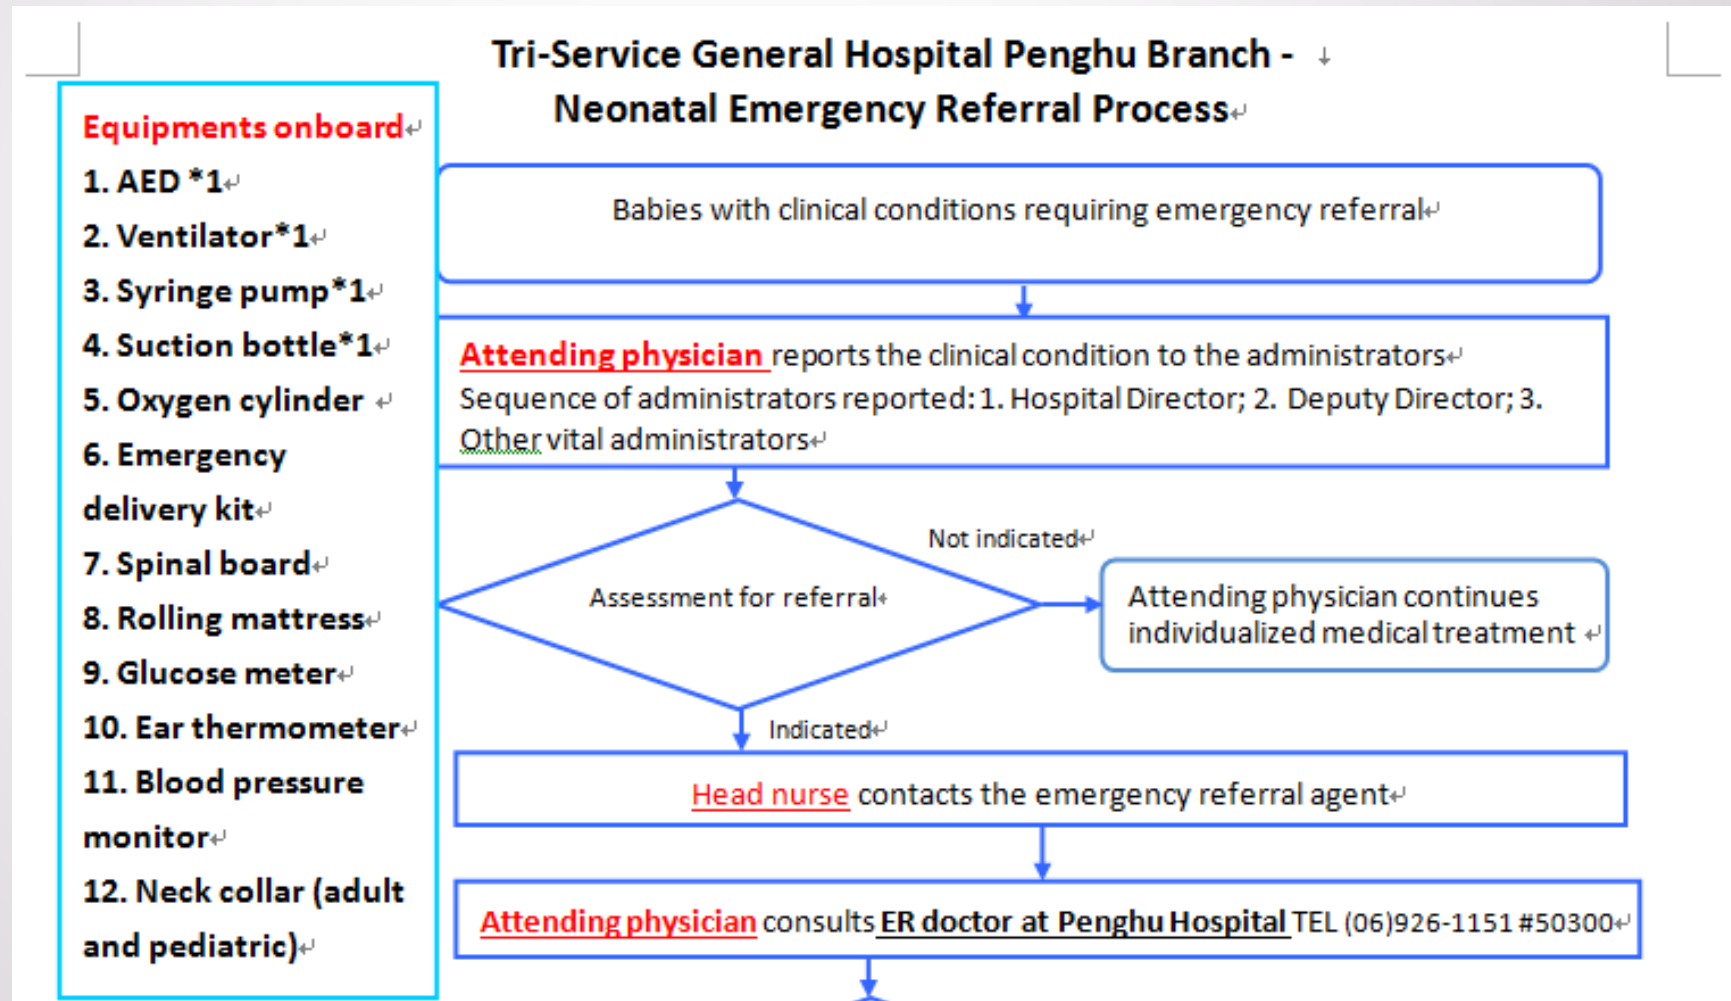 Tri-Service General Hospital Penghu Branch - ↓
Neonatal Emergency Referral Process↵
Equipments onboard↵
1. AED *1↵
2. Ventilator*1↵
3. Syringe pump*1↵
4. Suction bottle*1↵
5. Oxygen cylinder ↵
6. Emergency
delivery kit↵
7. Spinal board↵
8. Rolling mattress↵
9. Glucose meter↵
10. Ear thermometer↵
11. Blood pressure
monitor↵
12. Neck collar (adult
and pediatric)↵
Babies with clinical conditions requiring emergency referral↵
Attending physician reports the clinical condition to the administrators↵
Sequence of administrators reported: 1. Hospital Director; 2. Deputy Director; 3.
Other vital administrators↵
Assessment for referral↵
Not indicated↵
Attending physician continues
individualized medical treatment ↵
Indicated↵
Head nurse contacts the emergency referral agent↵
Attending physician consults ER doctor at Penghu Hospital TEL (06)926-1151 #50300↵